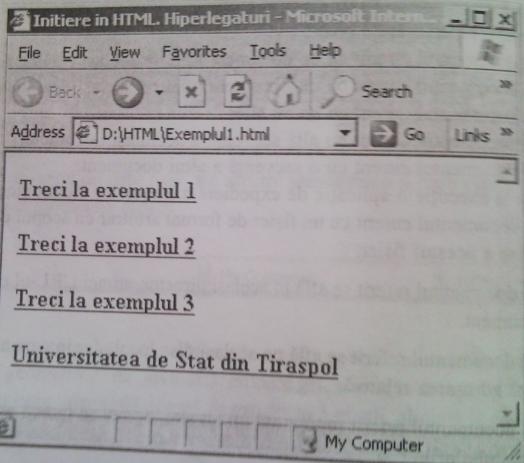 Initiere in HTML. Hiperlegaturi - Microsoft Intern...
File Edit View Favorites Tools Help
Back Search »
Address D:\HTML\Exemplul1.html Go Links »
Treci la exemplul 1
Treci la exemplul 2
Treci la exemplul 3
Universitatea de Stat din Tiraspol
My Computer